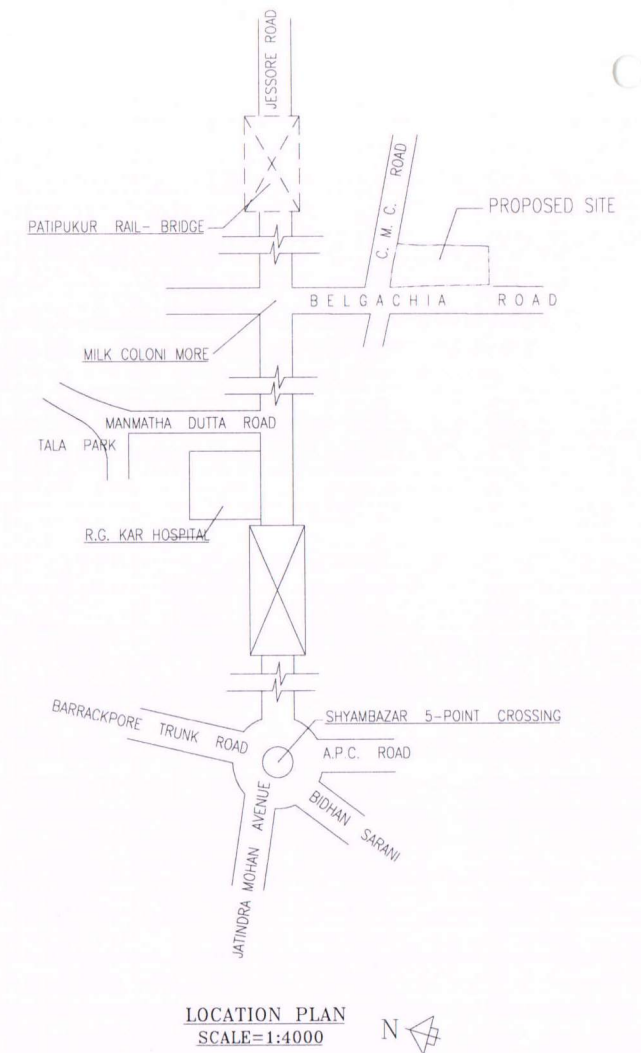 JESSORE ROAD
PATIPUKUR RAIL- BRIDGE
C. M. C. ROAD
PROPOSED SITE
BELGACHIA ROAD
MILK COLONI MORE
MANMATHA DUTTA ROAD
TALA PARK
R.G. KAR HOSPITAL
BARRACKPORE TRUNK ROAD
SHYAMBAZAR 5-POINT CROSSING
A.P.C. ROAD
BIDHAN SARANI
JATINDRA MOHAN AVENUE
LOCATION PLAN
SCALE=1:4000
N